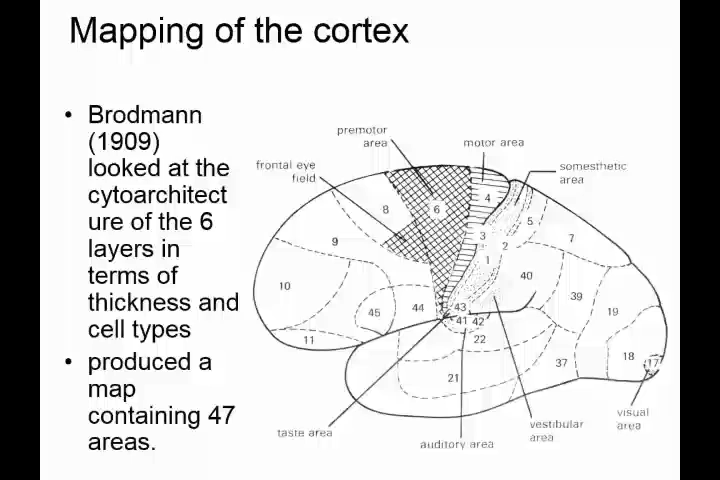 Mapping of the cortex
• Brodmann
(1909)
looked at the
cytoarchitect
ure of the 6
layers in
terms of
thickness and
cell types
• produced a
map
containing 47
areas.
premotor
area
motor area
frontal eye
field
somesthetic
area
8
6
4
5
9
3
2
7
1
10
40
39
45
44
43
19
41
42
11
22
18
17
37
21
taste area
auditory area
vestibular
area
visual
area